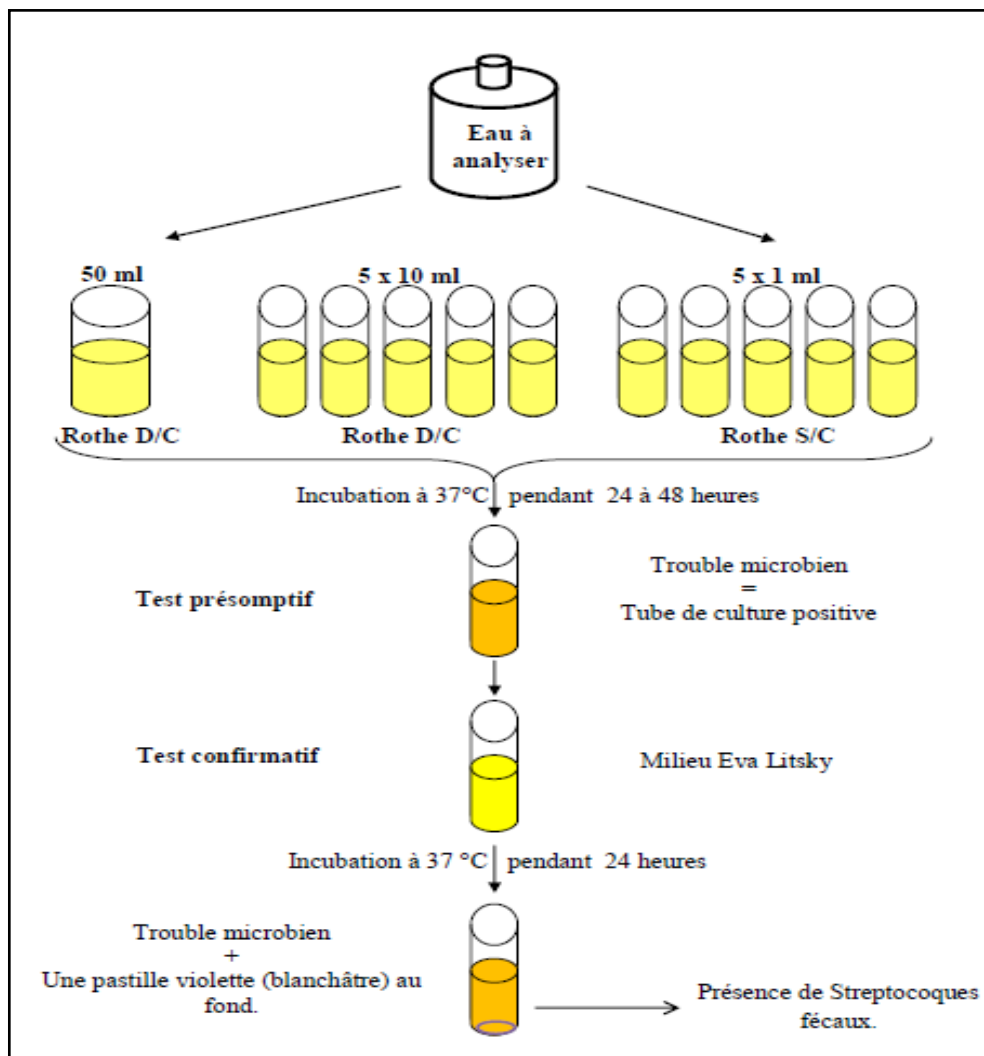 Eau à
analyser
50 ml
5 x 10 ml
5 x 1 ml
Rothe D/C
Rothe D/C
Rothe S/C
Incubation à 37°C pendant 24 à 48 heures
Test présomptif
Trouble microbien
=
Tube de culture positive
Test confirmatif
Milieu Eva Litsky
Incubation à 37 °C pendant 24 heures
Trouble microbien
+
Une pastille violette (blanchâtre) au
fond.
Présence de Streptocoques
fécaux.